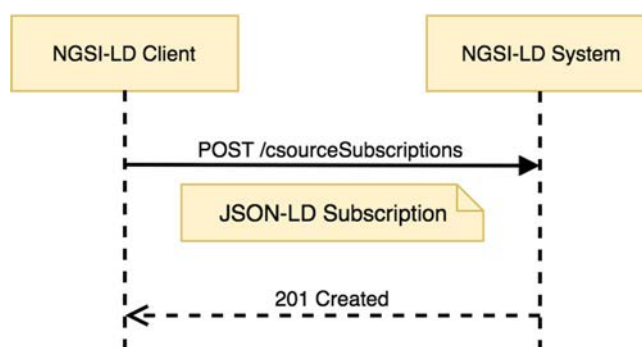 NGSI-LD Client
NGSI-LD System
POST /csourceSubscriptions
JSON-LD Subscription
201 Created